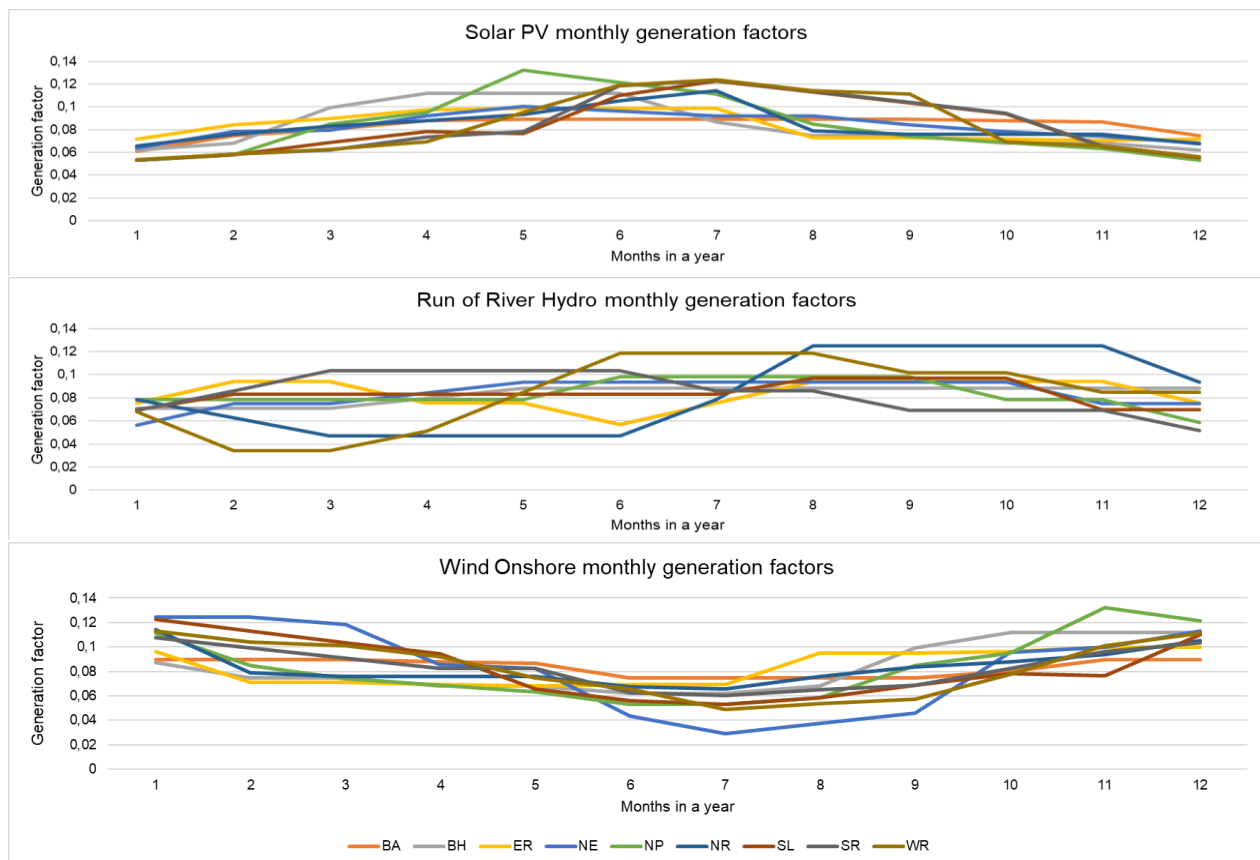 Solar PV monthly generation factors
0,14
0,12
0,1
0,08
0,06
0,04
0,02
0
Generation factor
1 2 3 4 5 6 7 8 9 10 11 12
Months in a year
Run of River Hydro monthly generation factors
0,14
0,12
0,1
0,08
0,06
0,04
0,02
0
Generation factor
1 2 3 4 5 6 7 8 9 10 11 12
Months in a year
Wind Onshore monthly generation factors
0,14
0,12
0,1
0,08
0,06
0,04
0,02
0
Generation factor
1 2 3 4 5 6 7 8 9 10 11 12
Months in a year
BA BH ER NE NP NR SL SR WR